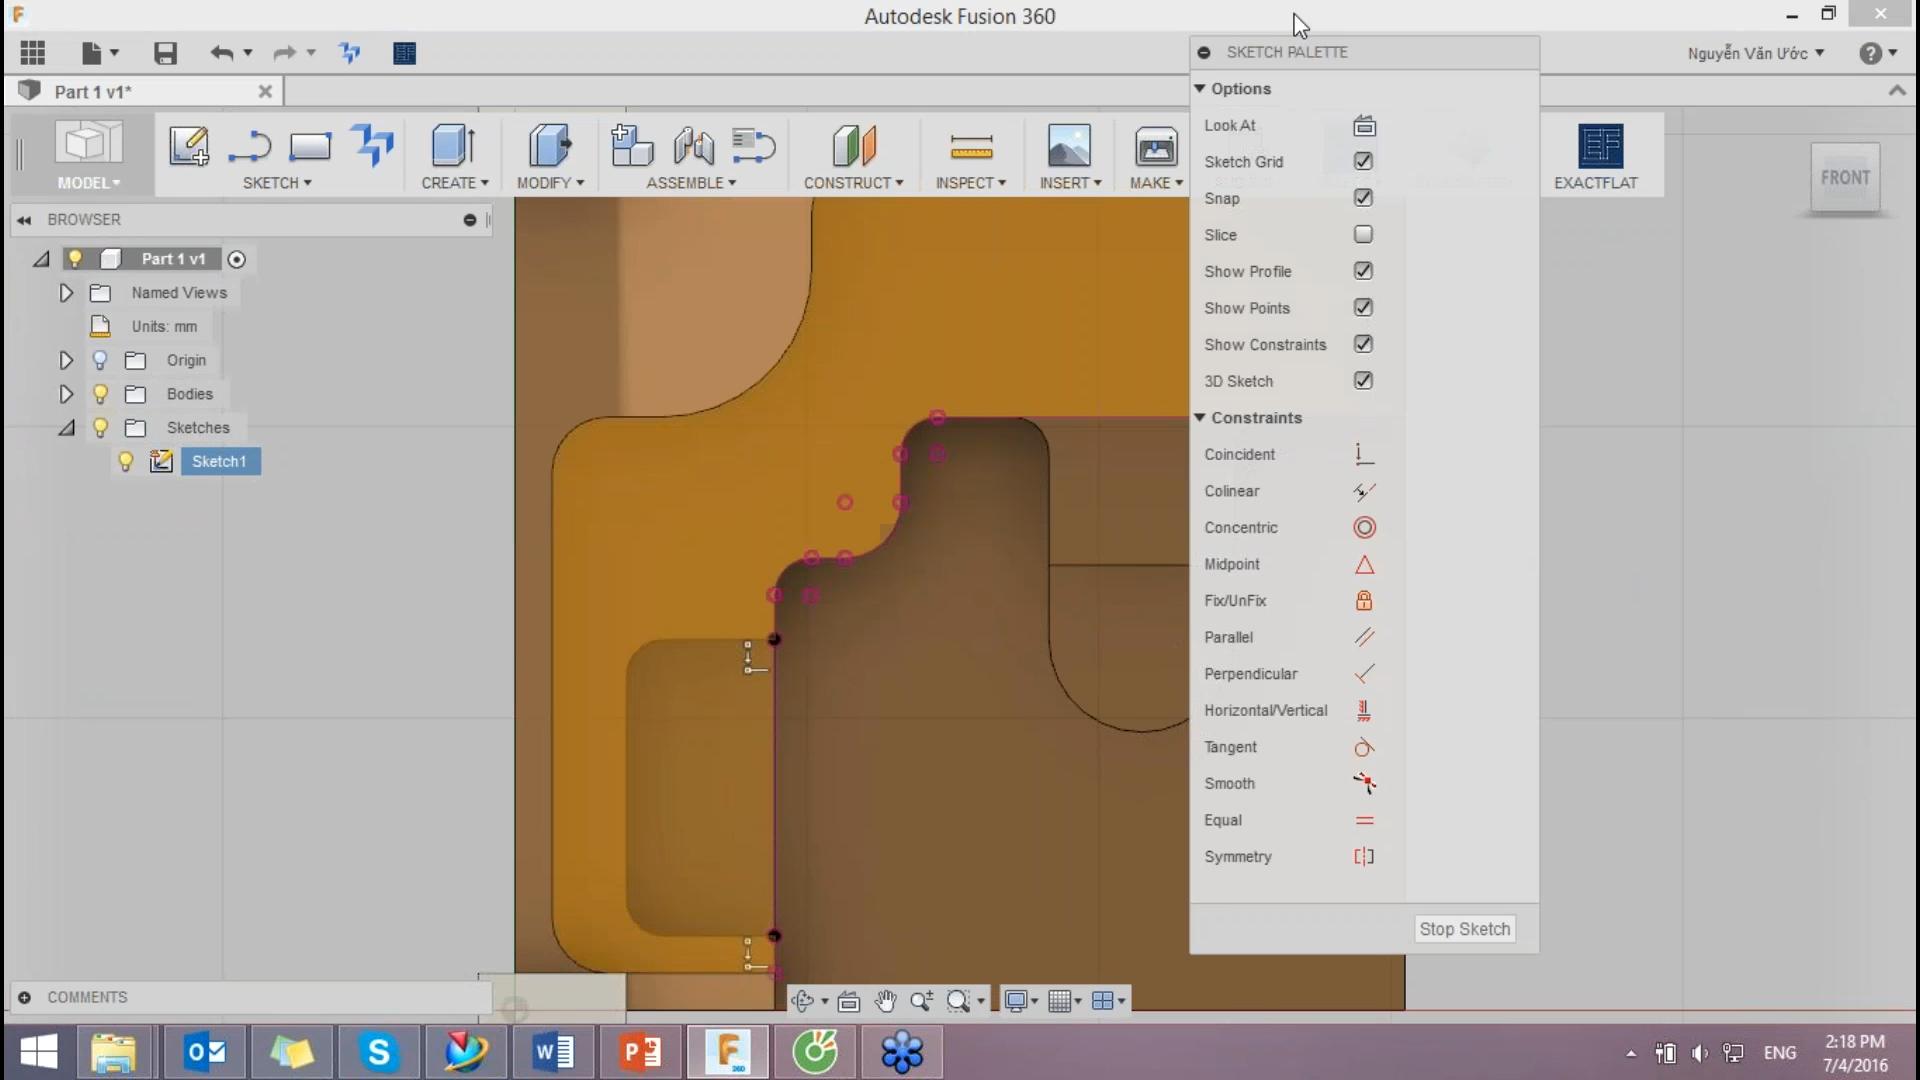 Autodesk Fusion 360
SKETCH PALETTE
Nguyễn Văn Ước
Part 1 v1*
MODEL
SKETCH
CREATE
MODIFY
ASSEMBLE
CONSTRUCT
INSPECT
INSERT
MAKE
EXACTFLAT
FRONT
BROWSER
Part 1 v1
Named Views
Units: mm
Origin
Bodies
Sketches
Sketch1
Options
Look At
Sketch Grid
Snap
Slice
Show Profile
Show Points
Show Constraints
3D Sketch
Constraints
Coincident
Colinear
Concentric
Midpoint
Fix/UnFix
Parallel
Perpendicular
Horizontal/Vertical
Tangent
Smooth
Equal
Symmetry
Stop Sketch
COMMENTS
ENG
2:18 PM
7/4/2016